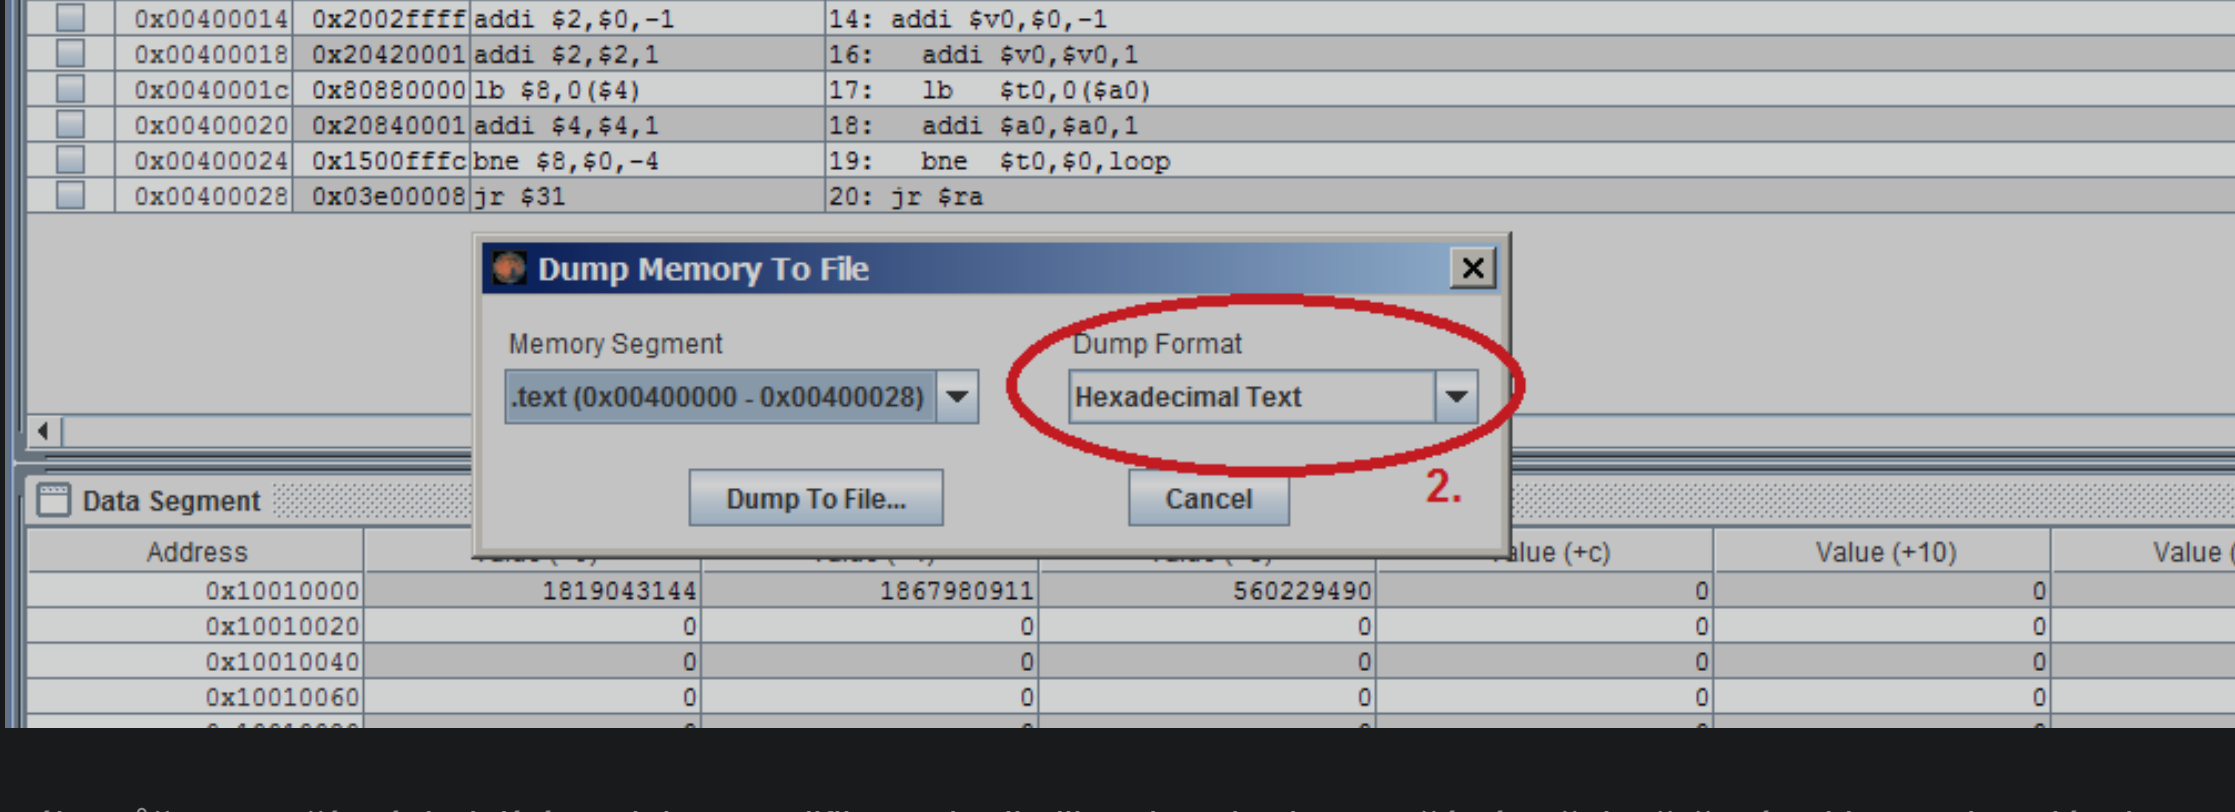 0x00400014 0x2002ffff addi $2,$0,-1 14: addi $v0,$0,-1
0x00400018 0x20420001 addi $2,$2,1 16: addi $v0,$v0,1
0x0040001c 0x80880000 lb $8,0($4) 17: lb $t0,0($a0)
0x00400020 0x20840001 addi $4,$4,1 18: addi $a0,$a0,1
0x00400024 0x1500fffc bne $8,$0,-4 19: bne $t0,$0,loop
0x00400028 0x03e00008 jr $31 20: jr $ra
Dump Memory To File
Memory Segment Dump Format
.text (0x00400000 - 0x00400028) Hexadecimal Text
Dump To File... Cancel 2.
Data Segment
Address alue (+c) Value (+10) Value (
0x10010000 1819043144 1867980911 560229490 0 0
0x10010020 0 0 0 0 0
0x10010040 0 0 0 0 0
0x10010060 0 0 0 0 0